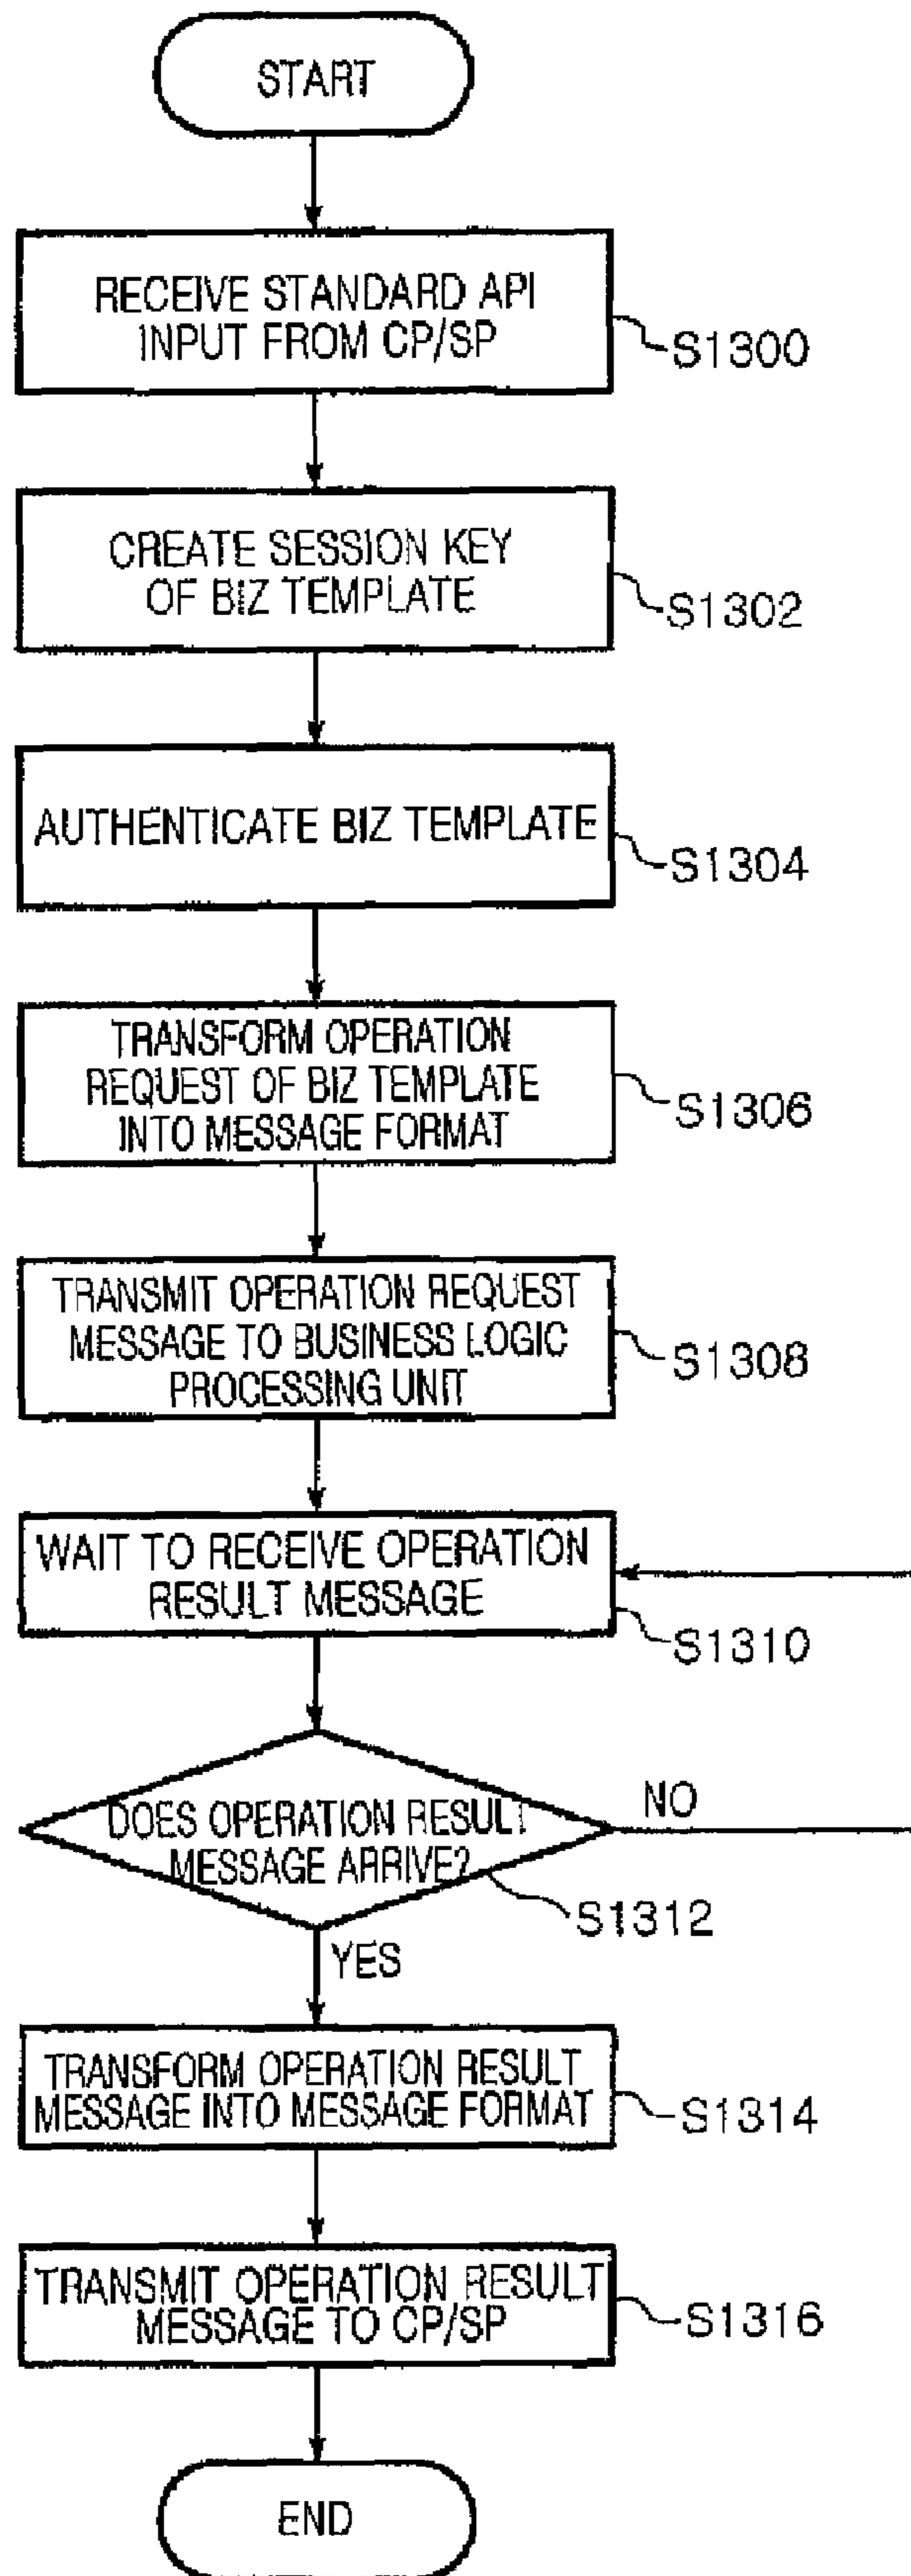 START
RECEIVE STANDARD API
INPUT FROM CP/SP
S1300
CREATE SESSION KEY
OF BIZ TEMPLATE
S1302
AUTHENTICATE BIZ TEMPLATE
S1304
TRANSFORM OPERATION
REQUEST OF BIZ TEMPLATE
INTO MESSAGE FORMAT
S1306
TRANSMIT OPERATION REQUEST
MESSAGE TO BUSINESS LOGIC
PROCESSING UNIT
S1308
WAIT TO RECEIVE OPERATION
RESULT MESSAGE
S1310
DOES OPERATION RESULT
MESSAGE ARRIVE?
NO
S1312
YES
TRANSFORM OPERATION RESULT
MESSAGE INTO MESSAGE FORMAT
S1314
TRANSMIT OPERATION RESULT
MESSAGE TO CP/SP
S1316
END